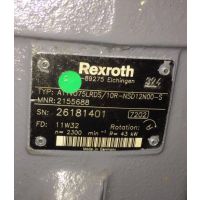 Rexroth
89275 Elchingen
TYP: A11VO75LRDS/10R-NSD12N00-S
MNR: 2155688
SN: 26181401
7202
FD: 11W32
Rotation:
n= 2300 min⁻¹ P= 43 kW